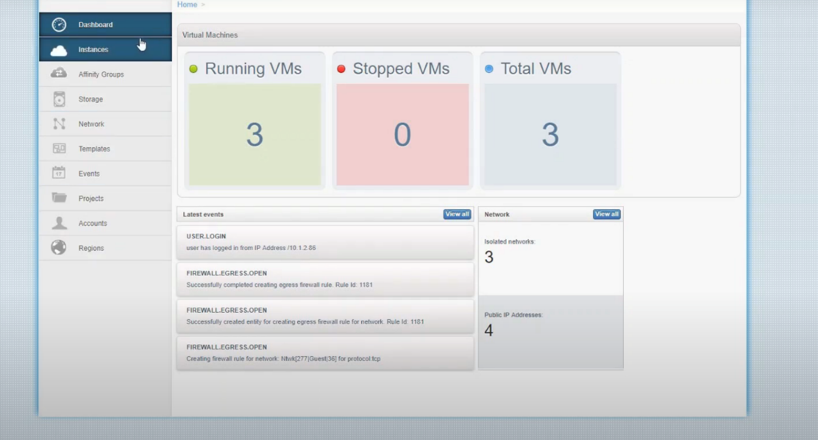 Home
Dashboard
Instances
Affinity Groups
Storage
Network
Templates
Events
Projects
Accounts
Regions
Virtual Machines
Running VMs
3
Stopped VMs
0
Total VMs
3
Latest events
View all
USER.LOGIN
user has logged in from IP Address /10.1.2.86
FIREWALL.EGRESS.OPEN
Successfully completed creating egress firewall rule. Rule Id: 1181
FIREWALL.EGRESS.OPEN
Successfully created entity for creating egress firewall rule for network. Rule Id: 1181
FIREWALL.EGRESS.OPEN
Creating firewall rule for network: Ntwk[277|Guest|36] for protocol:tcp
Network
View all
Isolated networks:
3
Public IP Addresses:
4